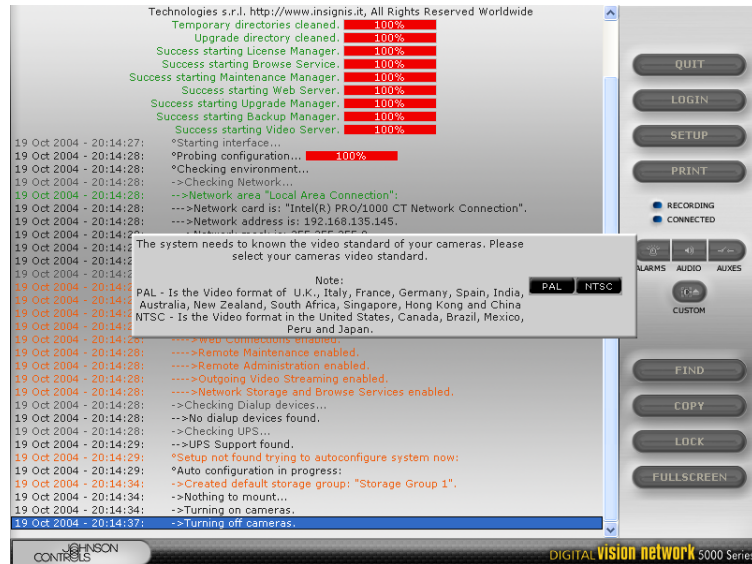 Technologies s.r.l. http://www.insignis.it, All Rights Reserved Worldwide
Temporary directories cleaned. 100%
Upgrade directory cleaned. 100%
Success starting License Manager. 100%
Success starting Browse Service. 100%
Success starting Maintenance Manager. 100%
Success starting Web Server. 100%
Success starting Upgrade Manager. 100%
Success starting Backup Manager. 100%
Success starting Video Server. 100%
19 Oct 2004 - 20:14:27: °Starting interface...
19 Oct 2004 - 20:14:28: °Probing configuration... 100%
19 Oct 2004 - 20:14:28: °Checking environment...
19 Oct 2004 - 20:14:28: ->Checking Network...
19 Oct 2004 - 20:14:28: -->Network area "Local Area Connection":
19 Oct 2004 - 20:14:28: --->Network card is: "Intel(R) PRO/1000 CT Network Connection".
19 Oct 2004 - 20:14:28: --->Network address is: 192.168.135.145.
The system needs to known the video standard of your cameras. Please
select your cameras video standard.
Note:
PAL - Is the Video format of U.K., Italy, France, Germany, Spain, India,
Australia, New Zealand, South Africa, Singapore, Hong Kong and China
NTSC - Is the Video format in the United States, Canada, Brazil, Mexico,
Peru and Japan.
PAL NTSC
19 Oct 2004 - 20:14:28: ---->Web Connections enabled.
19 Oct 2004 - 20:14:28: ---->Remote Maintenance enabled.
19 Oct 2004 - 20:14:28: ---->Remote Administration enabled.
19 Oct 2004 - 20:14:28: ---->Outgoing Video Streaming enabled.
19 Oct 2004 - 20:14:28: ---->Network Storage and Browse Services enabled.
19 Oct 2004 - 20:14:28: ->Checking Dialup devices...
19 Oct 2004 - 20:14:28: -->No dialup devices found.
19 Oct 2004 - 20:14:28: ->Checking UPS...
19 Oct 2004 - 20:14:29: -->UPS Support found.
19 Oct 2004 - 20:14:29: °Setup not found trying to autoconfigure system now:
19 Oct 2004 - 20:14:29: °Auto configuration in progress:
19 Oct 2004 - 20:14:34: ->Created default storage group: "Storage Group 1".
19 Oct 2004 - 20:14:34: ->Nothing to mount...
19 Oct 2004 - 20:14:34: ->Turning on cameras.
19 Oct 2004 - 20:14:37: ->Turning off cameras.
QUIT
LOGIN
SETUP
PRINT
RECORDING
CONNECTED
ALARMS AUDIO AUXES
CUSTOM
FIND
COPY
LOCK
FULLSCREEN
JOHNSON
CONTROLS
DIGITAL vision network 5000 Series